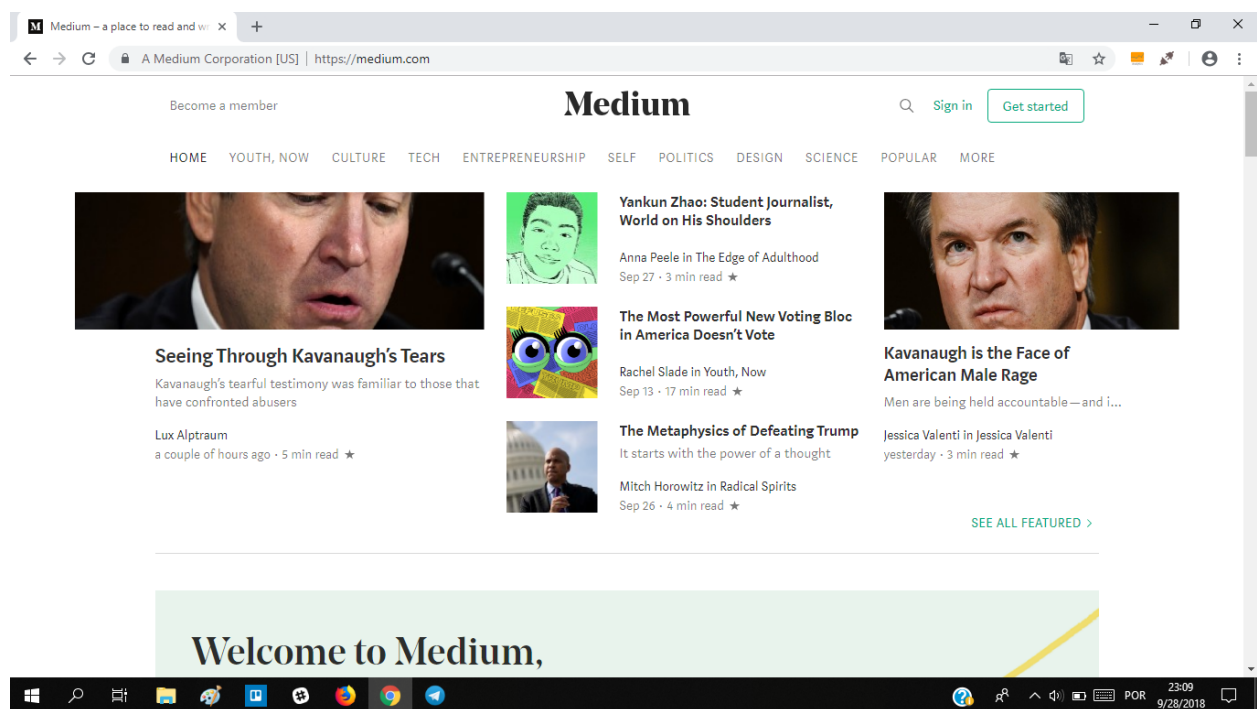 Medium – a place to read and wr
A Medium Corporation [US] | https://medium.com
Become a member
Medium
Sign in
Get started
HOME YOUTH, NOW CULTURE TECH ENTREPRENEURSHIP SELF POLITICS DESIGN SCIENCE POPULAR MORE
Seeing Through Kavanaugh's Tears
Kavanaugh's tearful testimony was familiar to those that
have confronted abusers
Lux Alptraum
a couple of hours ago · 5 min read ★
Yankun Zhao: Student Journalist,
World on His Shoulders
Anna Peele in The Edge of Adulthood
Sep 27 · 3 min read ★
The Most Powerful New Voting Bloc
in America Doesn't Vote
Rachel Slade in Youth, Now
Sep 13 · 17 min read ★
The Metaphysics of Defeating Trump
It starts with the power of a thought
Mitch Horowitz in Radical Spirits
Sep 26 · 4 min read ★
Kavanaugh is the Face of
American Male Rage
Men are being held accountable — and i...
Jessica Valenti in Jessica Valenti
yesterday · 3 min read ★
SEE ALL FEATURED >
Welcome to Medium,
POR
23:09
9/28/2018